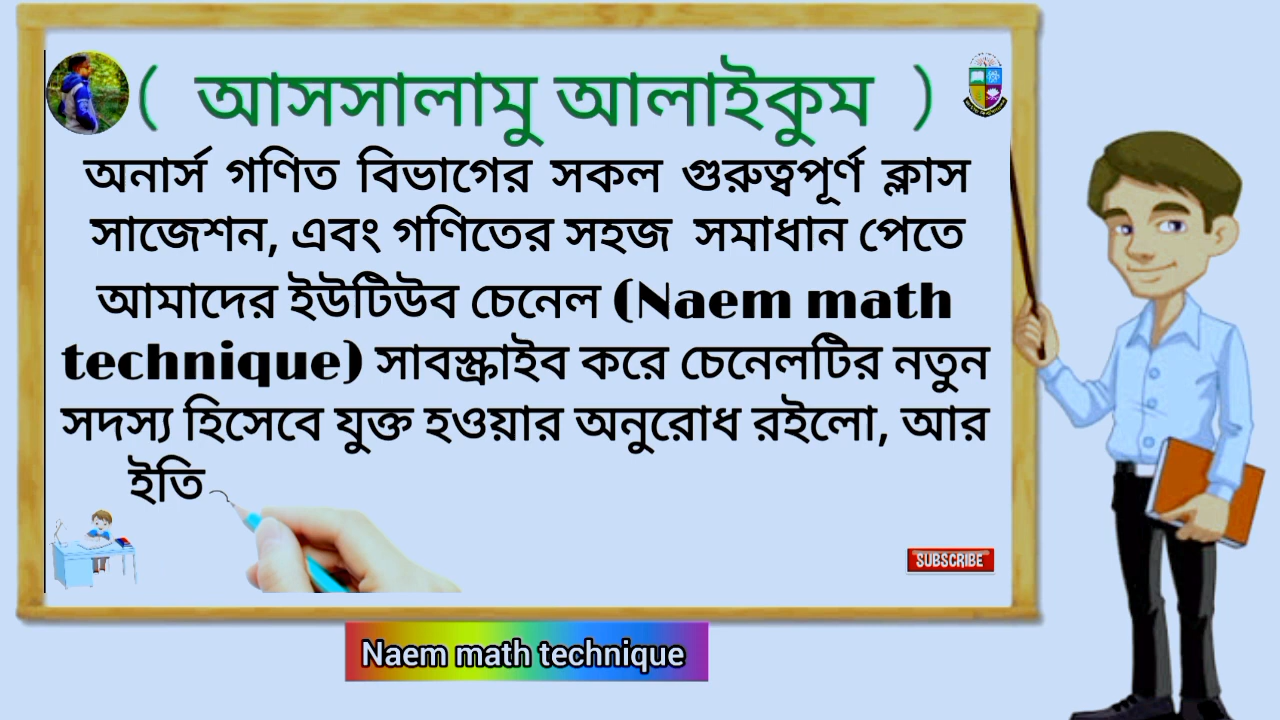 ( আসসালামু আলাইকুম )
অনার্স গণিত বিভাগের সকল গুরুত্বপূর্ণ ক্লাস
সাজেশন, এবং গণিতের সহজ সমাধান পেতে
আমাদের ইউটিউব চেনেল (Naem math
technique) সাবস্ক্রাইব করে চেনেলটির নতুন
সদস্য হিসেবে যুক্ত হওয়ার অনুরোধ রইলো, আর
ইতি
SUBSCRIBE
Naem math technique